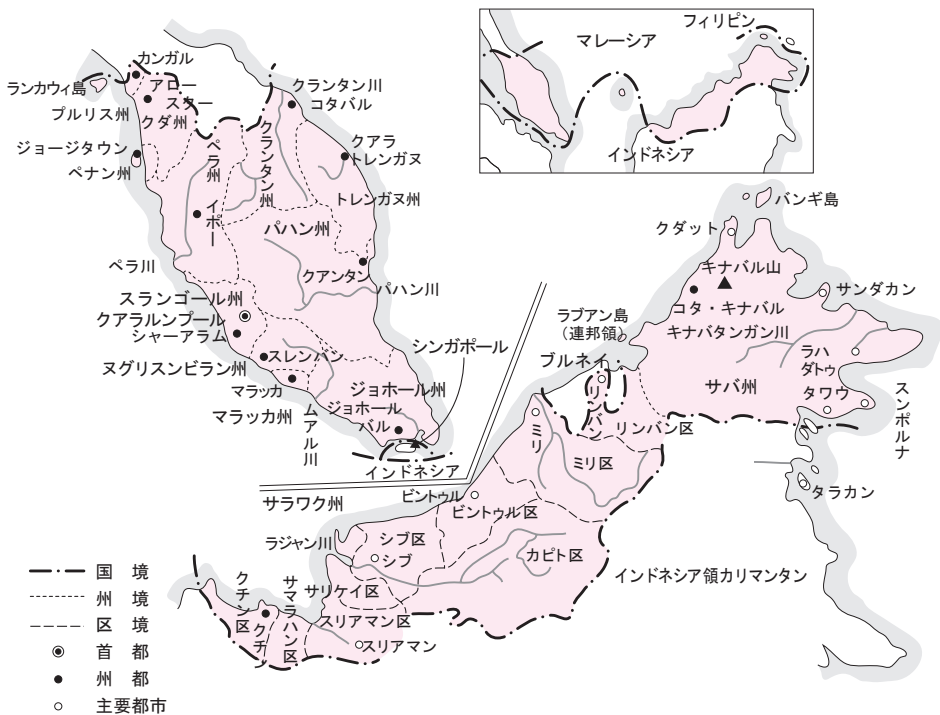 カンガル
ランカウィ島
アロー
スター
プルリス州
クダ州
ジョージタウン
ペナン州
クランタン川
コタバル
クランタン州
ペラ州
クアラ
トレンガヌ
トレンガヌ州
イポー
パハン州
ペラ川
クアンタン
パハン川
スランゴール州
クアラルンプール
シャーアラム
スレンバン
ヌグリスンビラン州
マラッカ
マラッカ州
ムアル川
ジョホール州
ジョホール
バル
シンガポール
インドネシア
マレーシア
フィリピン
インドネシア
バンギ島
クダット
キナバル山
サンダカン
コタ・キナバル
キナバタンガン川
ラブアン島
(連邦領)
ブルネイ
ラハ
ダトゥ
サバ州
タワウ
スンポルナ
リンバン
リンバン区
ミリ
ミリ区
タラカン
サラワク州
ビントゥル
ビントゥル区
ラジャン川
シブ区
シブ
カピト区
インドネシア領カリマンタン
サリケイ区
スリアマン区
スリアマン
クチン区
クチン
サマラハン区
国 境
州 境
区 境
首 都
州 都
主要都市